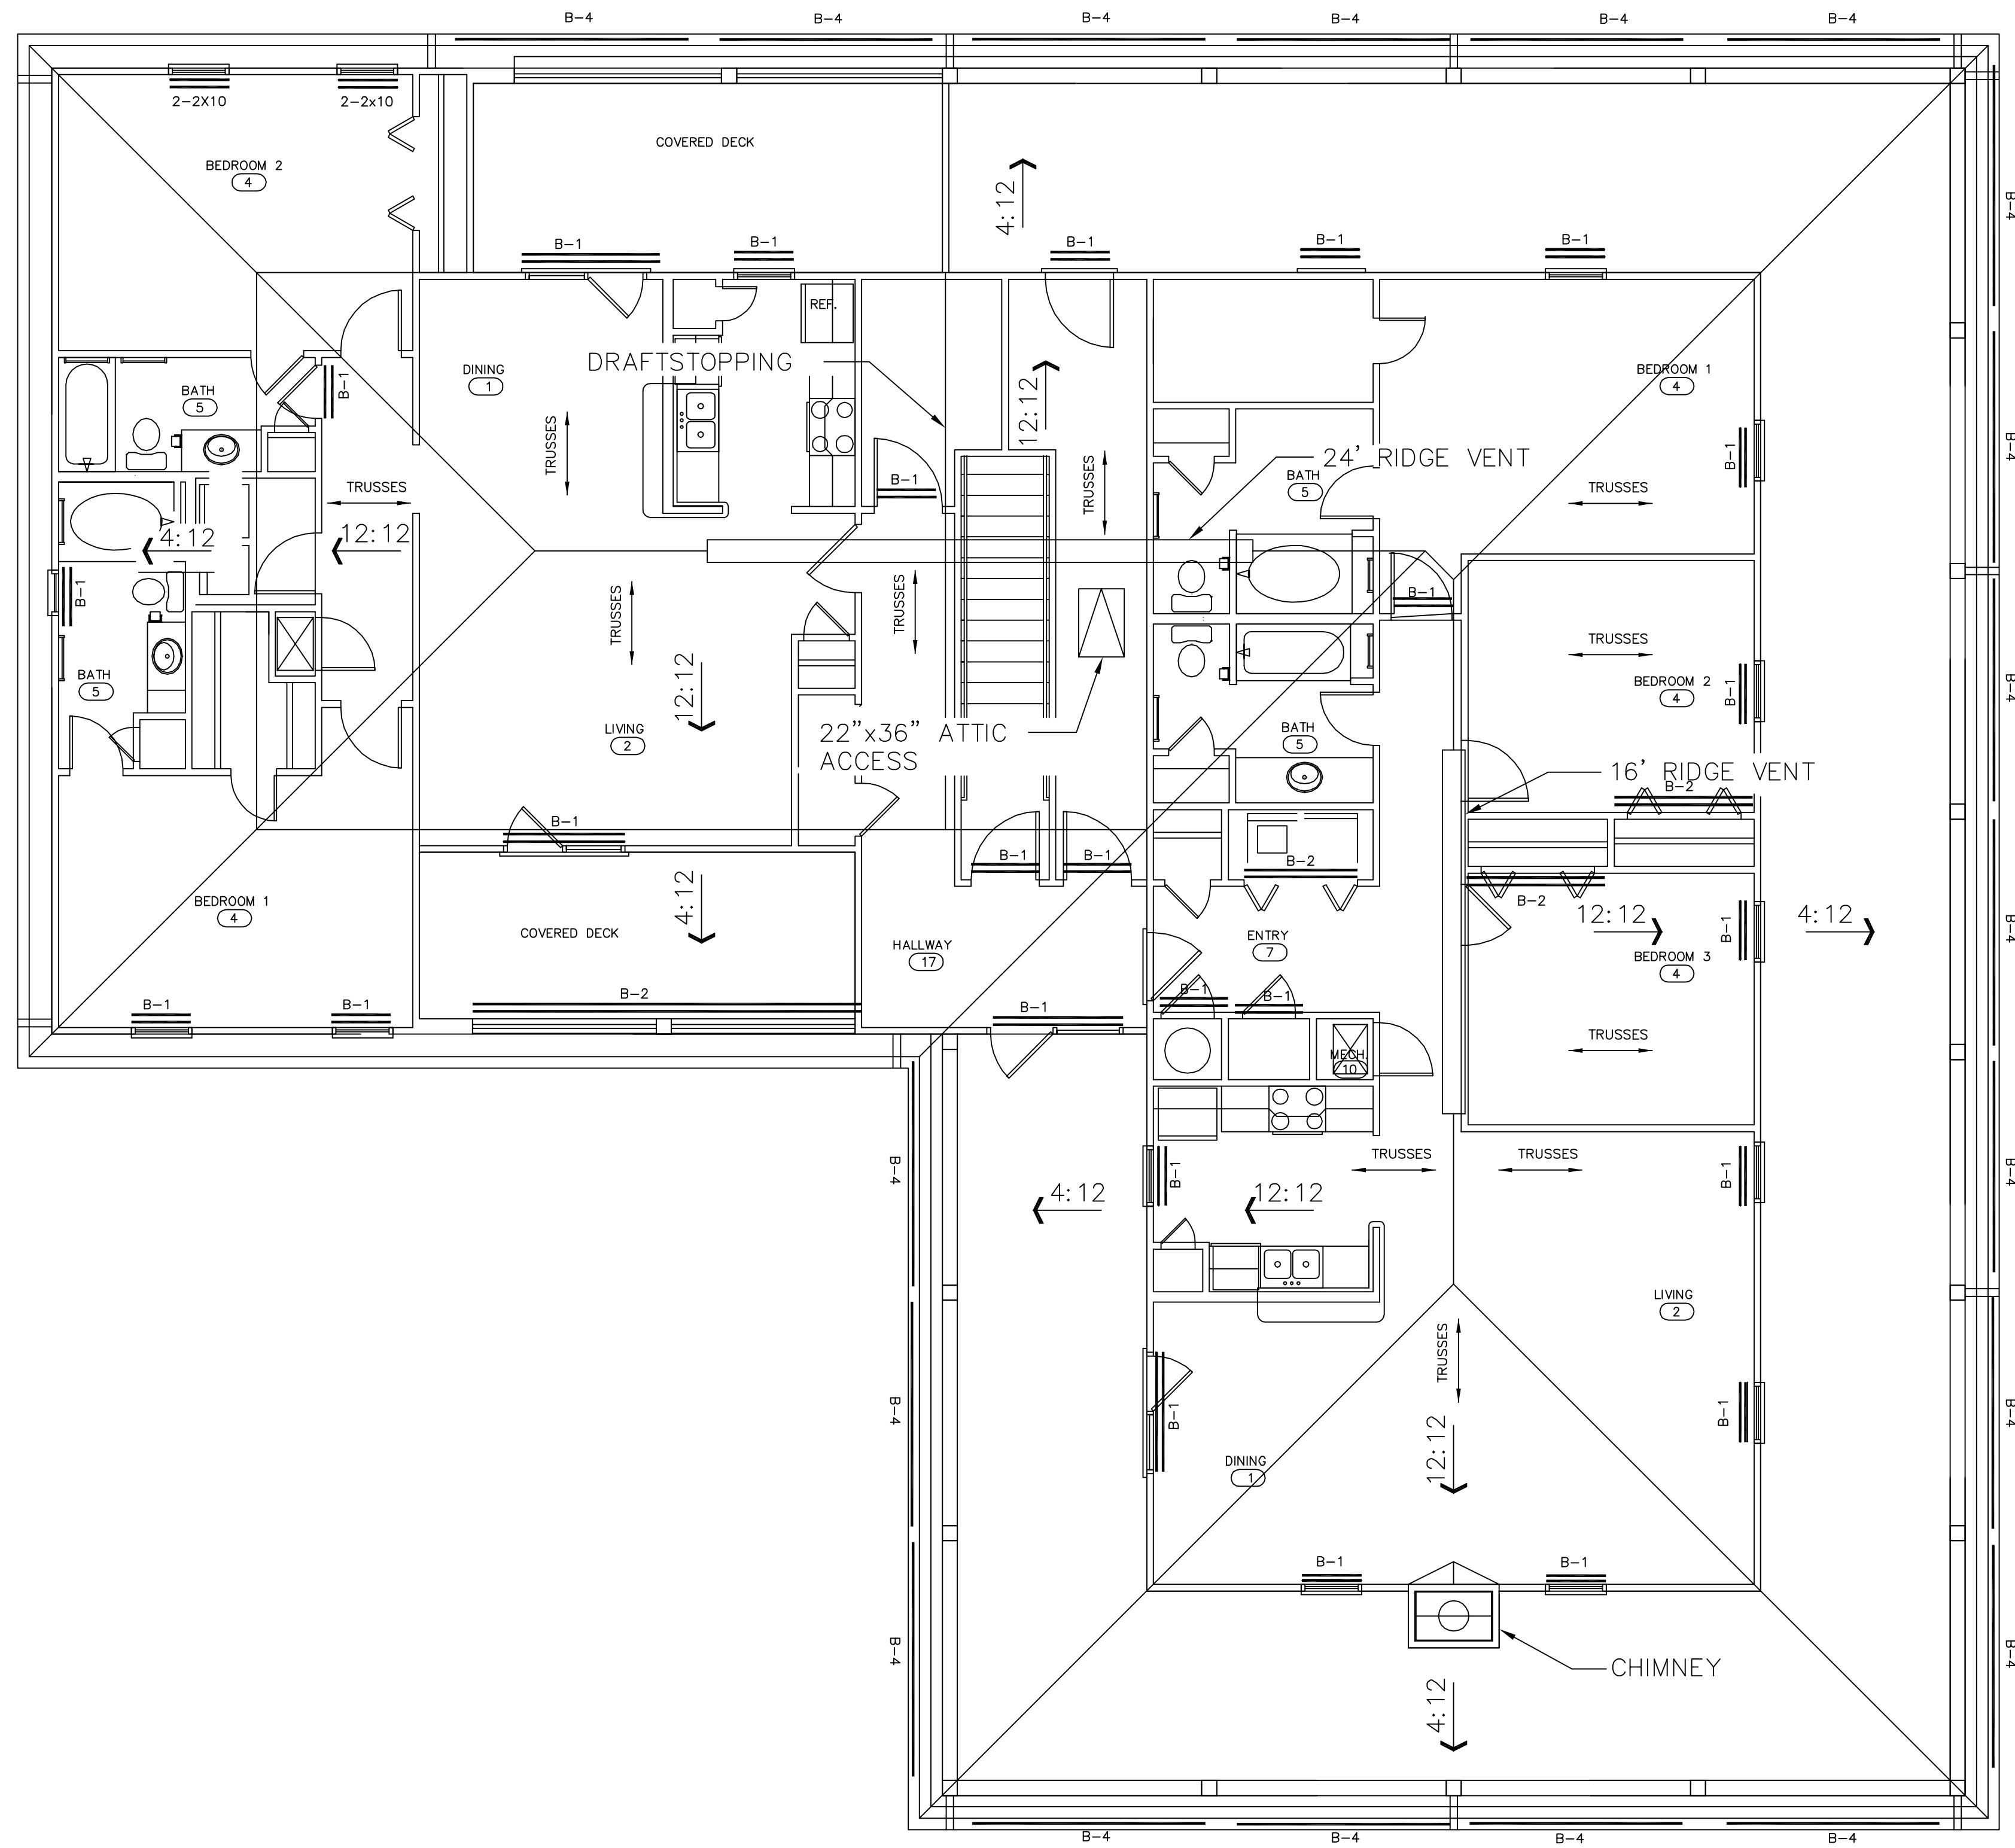 B-4
B-4
B-4
B-4
B-4
B-4
2-2X10
2-2x10
COVERED DECK
BEDROOM 2
4
4:12
B-4
B-1
B-1
B-1
B-1
B-1
REF.
DRAFTSTOPPING
DINING
1
BATH
5
B-1
12:12
BEDROOM 1
4
TRUSSES
24' RIDGE VENT
B-1
B-4
TRUSSES
B-1
TRUSSES
BATH
5
TRUSSES
4:12
12:12
B-1
TRUSSES
TRUSSES
B-1
TRUSSES
BATH
5
12:12
BEDROOM 2
4
B-1
B-4
LIVING
2
22"x36" ATTIC
ACCESS
BATH
5
16' RIDGE VENT
B-2
B-1
B-1
B-1
B-2
B-2
BEDROOM 1
4
4:12
COVERED DECK
HALLWAY
17
ENTRY
7
12:12
4:12
B-1
B-4
BEDROOM 3
4
B-1
B-1
B-2
B-1
B-1
B-1
TRUSSES
MECH.
10
B-4
B-1
TRUSSES
TRUSSES
B-1
B-4
4:12
12:12
LIVING
2
TRUSSES
B-4
B-1
B-1
B-4
DINING
1
12:12
B-1
B-1
B-4
B-4
CHIMNEY
4:12
B-4
B-4
B-4
B-4